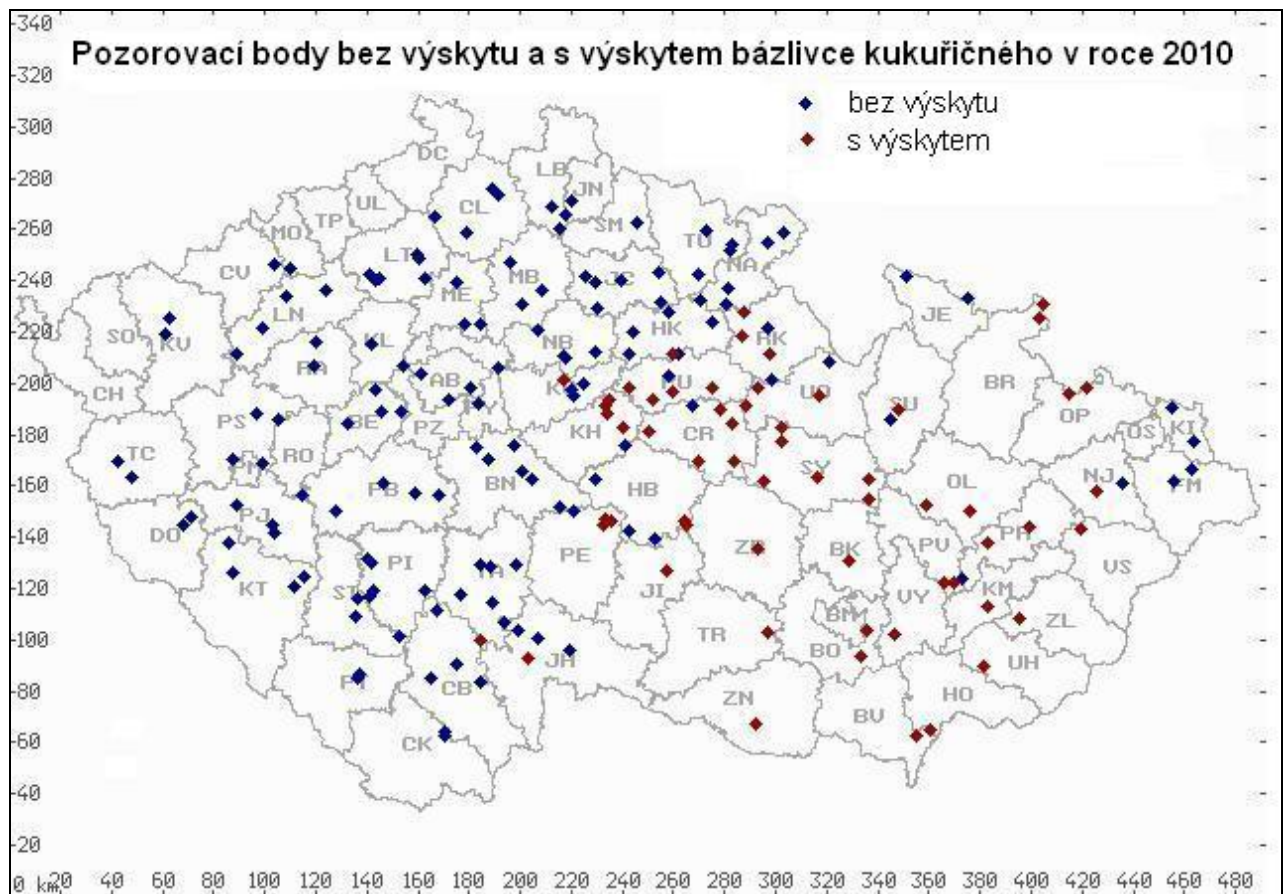 Pozorovací body bez výskytu a s výskytem bázlivce kukuřičného v roce 2010
bez výskytu
s výskytem
340
320
300
280
260
240
220
200
180
160
140
120
100
80
60
40
20
0 km 20 40 60 80 100 120 140 160 180 200 220 240 260 280 300 320 340 360 380 400 420 440 460 480
DC
LB
JN
UL
CL
TP
SM
MO
TU
LT
CV
NA
MB
JC
ME
LN
JE
SO
KV
HK
RK
KL
NB
RA
AB
CH
UO
BR
SU
OP
PS
BE
PZ
KH
CR
OS
KI
TC
RO
SY
NJ
FM
PB
BN
HB
OL
PJ
DO
PE
ZR
BK
PV
PR
VS
KT
ST
PI
TA
JI
KM
VY
BM
ZL
TR
BO
UH
PT
CB
JH
ZN
HO
BV
CK